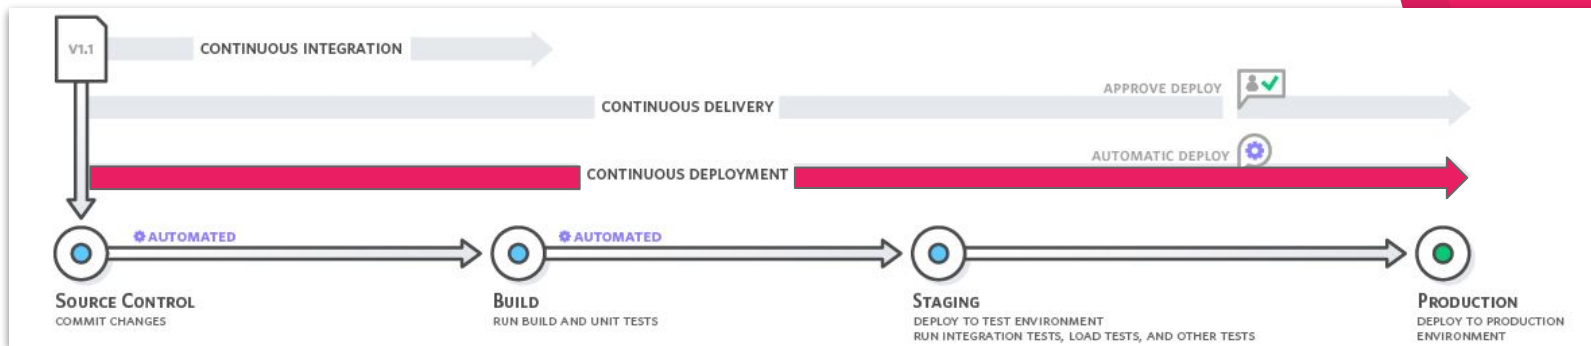 V1.1
CONTINUOUS INTEGRATION
APPROVE DEPLOY
CONTINUOUS DELIVERY
AUTOMATIC DEPLOY
CONTINUOUS DEPLOYMENT
AUTOMATED
AUTOMATED
SOURCE CONTROL
COMMIT CHANGES
BUILD
RUN BUILD AND UNIT TESTS
STAGING
DEPLOY TO TEST ENVIRONMENT
RUN INTEGRATION TESTS, LOAD TESTS, AND OTHER TESTS
PRODUCTION
DEPLOY TO PRODUCTION
ENVIRONMENT